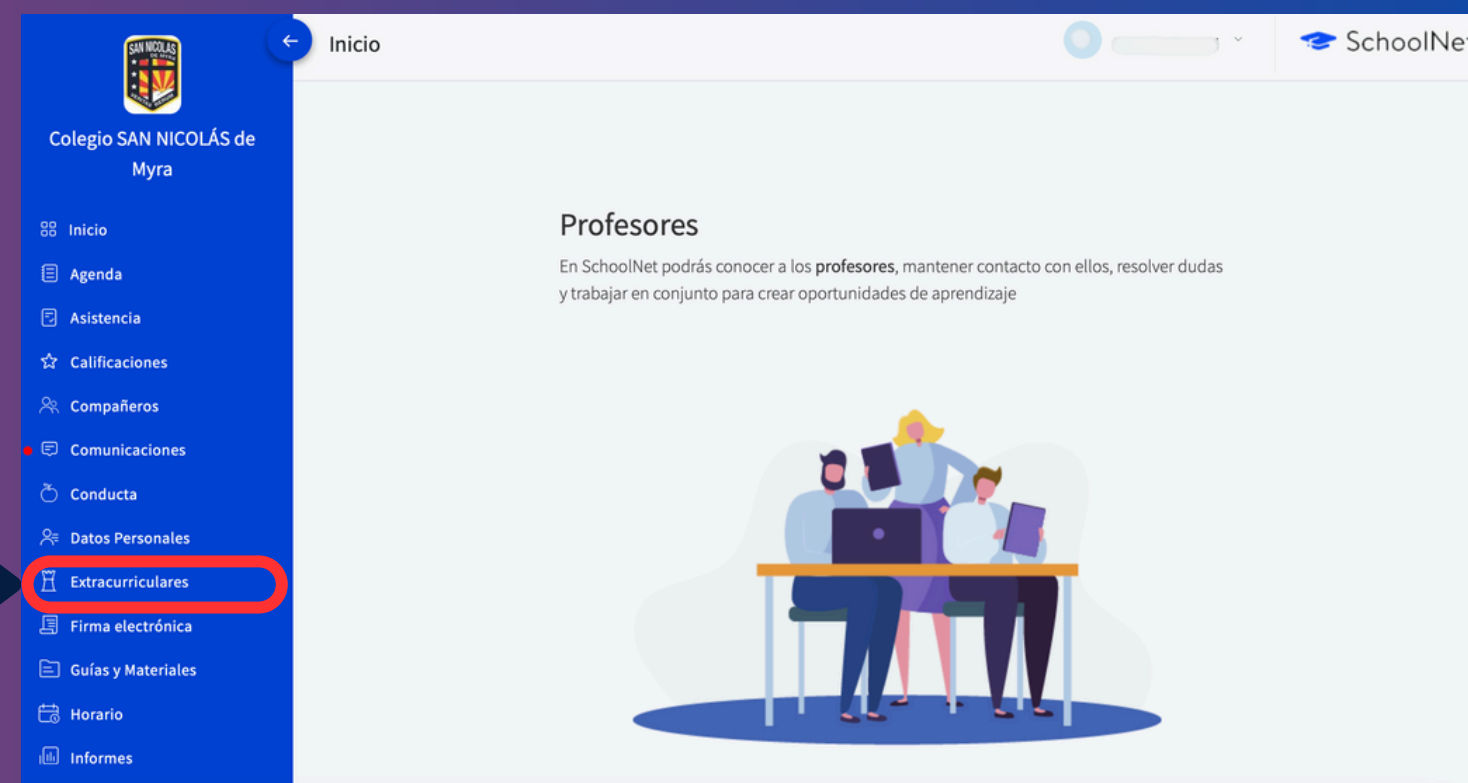 SAN NICOLAS
DE MYRA
Colegio SAN NICOLÁS de
Myra
Inicio
Agenda
Asistencia
Calificaciones
Compañeros
Comunicaciones
Conducta
Datos Personales
Extracurriculares
Firma electrónica
Guías y Materiales
Horario
Informes
Inicio
SchoolNet
Profesores
En SchoolNet podrás conocer a los profesores, mantener contacto con ellos, resolver dudas
y trabajar en conjunto para crear oportunidades de aprendizaje